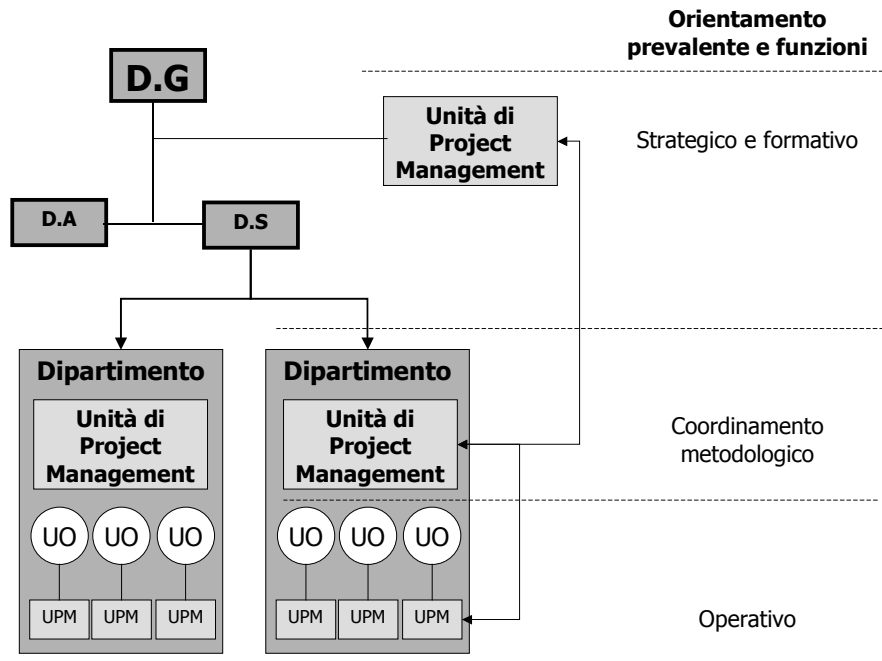 Orientamento
prevalente e funzioni
D.G
Unità di
Project
Management
Strategico e formativo
D.A
D.S
Dipartimento
Dipartimento
Unità di
Project
Management
Unità di
Project
Management
Coordinamento
metodologico
UO UO UO
UO UO UO
UPM UPM UPM
UPM UPM UPM
Operativo